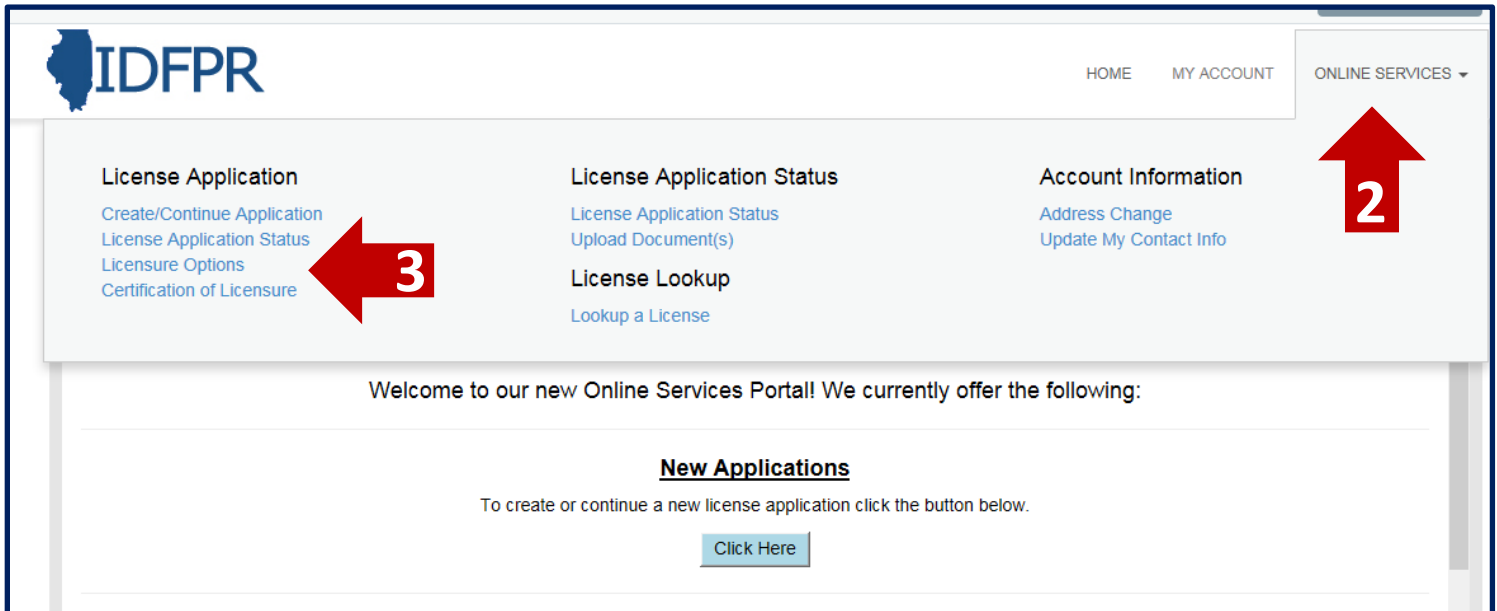 IDFPR
HOME MY ACCOUNT ONLINE SERVICES
2
License Application
Create/Continue Application
License Application Status
Licensure Options
Certification of Licensure
3
License Application Status
License Application Status
Upload Document(s)
License Lookup
Lookup a License
Account Information
Address Change
Update My Contact Info
Welcome to our new Online Services Portal! We currently offer the following:
New Applications
To create or continue a new license application click the button below.
Click Here